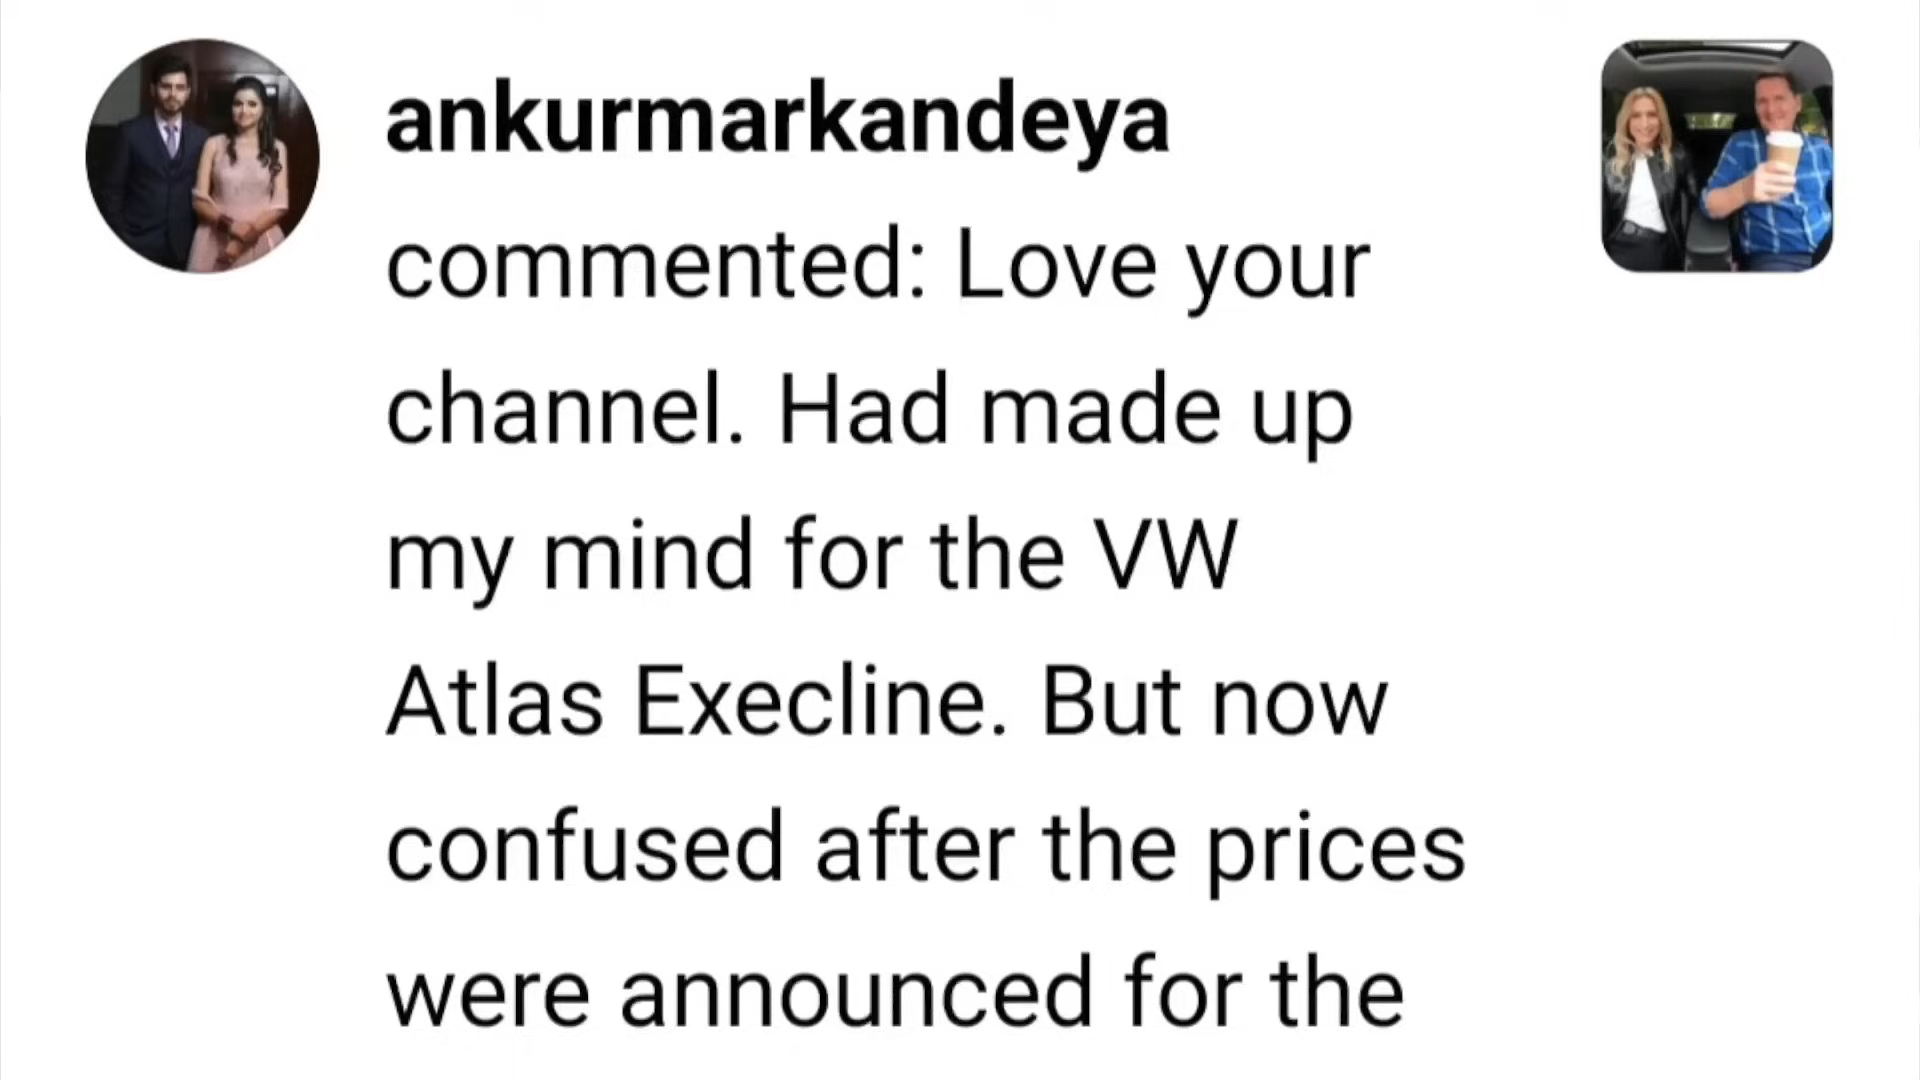 ankurmarkandeya
commented: Love your
channel. Had made up
my mind for the VW
Atlas Execline. But now
confused after the prices
were announced for the